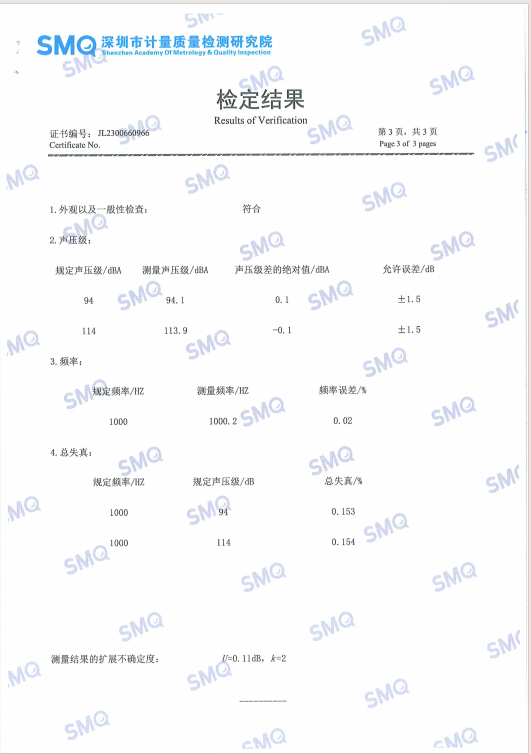 SMQ 深圳市计量质量检测研究院
Shenzhen Academy Of Metrology & Quality Inspection
检定结果
Results of Verification
证书编号：JL2300660966 第 3 页，共 3 页
Certificate No. Page 3 of 3 pages
1.外观以及一般性检查： 符合
2.声压级：
规定声压级/dBA 测量声压级/dBA 声压级差的绝对值/dBA 允许误差/dB
94 94.1 0.1 ±1.5
114 113.9 -0.1 ±1.5
3.频率：
规定频率/HZ 测量频率/HZ 频率误差/%
1000 1000.2 0.02
4.总失真：
规定频率/HZ 规定声压级/dB 总失真/%
1000 94 0.153
1000 114 0.154
测量结果的扩展不确定度： U=0.11dB，k=2